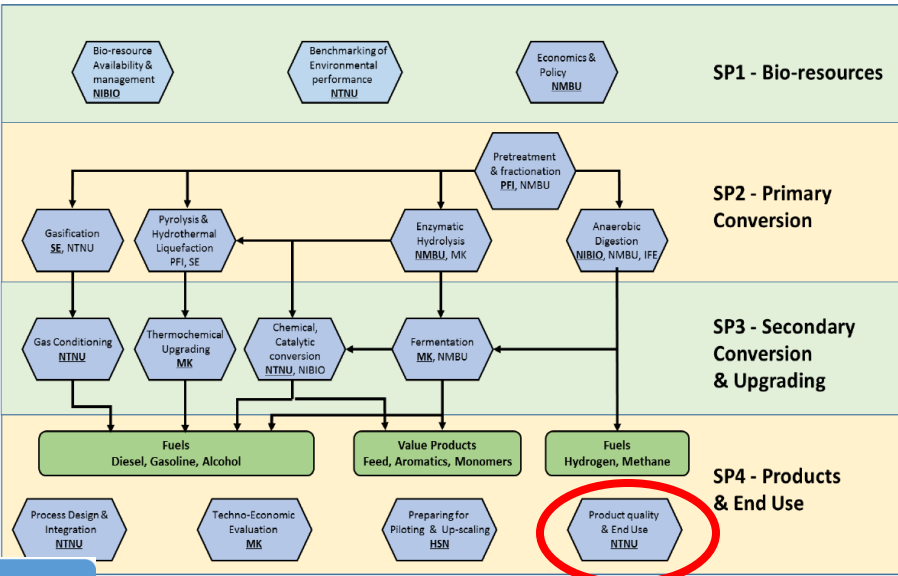 Bio-resource
Availability &
management
NIBIO
Benchmarking of
Environmental
performance
NTNU
Economics &
Policy
NMBU
SP1 - Bio-resources
Pretreatment
& fractionation
PFI, NMBU
SP2 - Primary
Conversion
Gasification
SE, NTNU
Pyrolysis &
Hydrothermal
Liquefaction
PFI, SE
Enzymatic
Hydrolysis
NMBU, MK
Anaerobic
Digestion
NIBIO, NMBU, IFE
Gas Conditioning
NTNU
Thermochemical
Upgrading
MK
Chemical,
Catalytic
conversion
NTNU, NIBIO
Fermentation
MK, NMBU
SP3 - Secondary
Conversion
& Upgrading
Fuels
Diesel, Gasoline, Alcohol
Value Products
Feed, Aromatics, Monomers
Fuels
Hydrogen, Methane
SP4 - Products
& End Use
Process Design &
Integration
NTNU
Techno-Economic
Evaluation
MK
Preparing for
Piloting & Up-scaling
HSN
Product quality
& End Use
NTNU